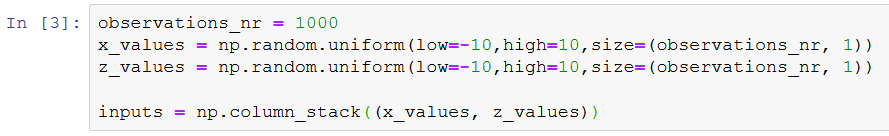 In [3]: observations_nr = 1000
x_values = np.random.uniform(low=-10,high=10,size=(observations_nr, 1))
z_values = np.random.uniform(low=-10,high=10,size=(observations_nr, 1))
inputs = np.column_stack((x_values, z_values))